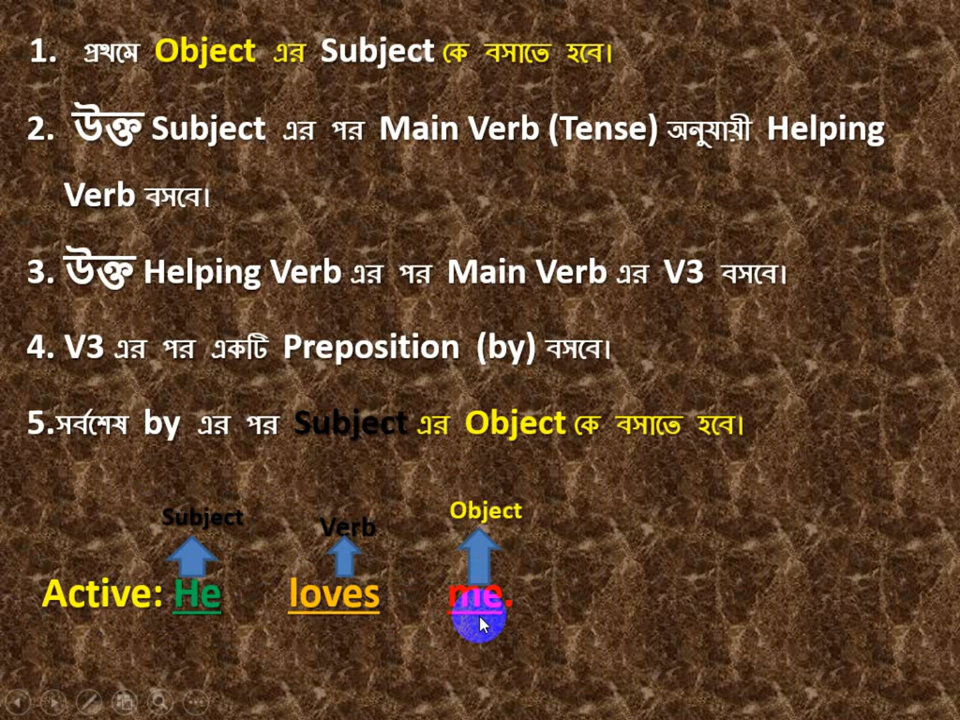 1. প্রথমে Object এর Subject কে বসাতে হবে।
2. উক্ত Subject এর পর Main Verb (Tense) অনুযায়ী Helping
Verb বসবে।
3. উক্ত Helping Verb এর পর Main Verb এর V3 বসবে।
4. V3 এর পর একটি Preposition (by) বসবে।
5.সর্বশেষ by এর পর Subject এর Object কে বসাতে হবে।
Subject Verb Object
Active: He loves me.